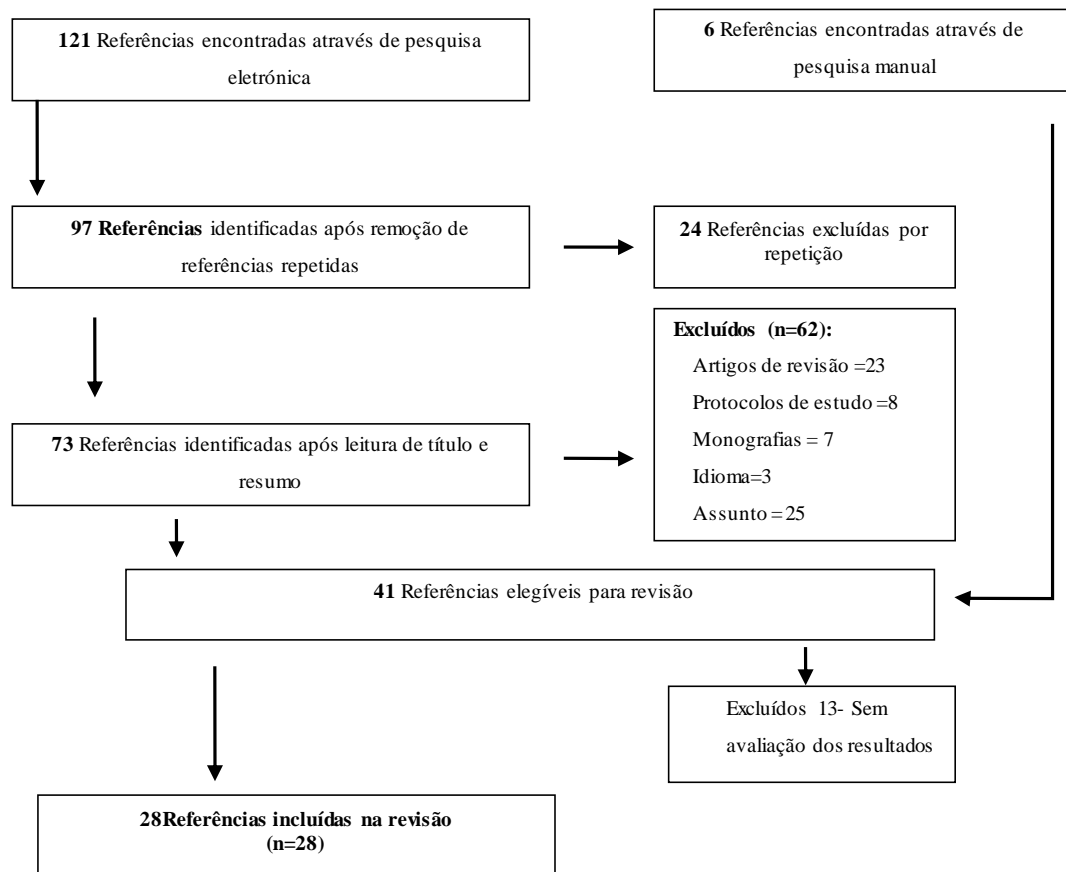 121 Referências encontradas através de pesquisa
eletrónica
6 Referências encontradas através de
pesquisa manual
97 Referências identificadas após remoção de
referências repetidas
24 Referências excluídas por
repetição
Excluídos (n=62):
Artigos de revisão =23
Protocolos de estudo =8
Monografias = 7
Idioma=3
Assunto =25
73 Referências identificadas após leitura de título e
resumo
41 Referências elegíveis para revisão
Excluídos 13- Sem
avaliação dos resultados
28Referências incluídas na revisão
(n=28)